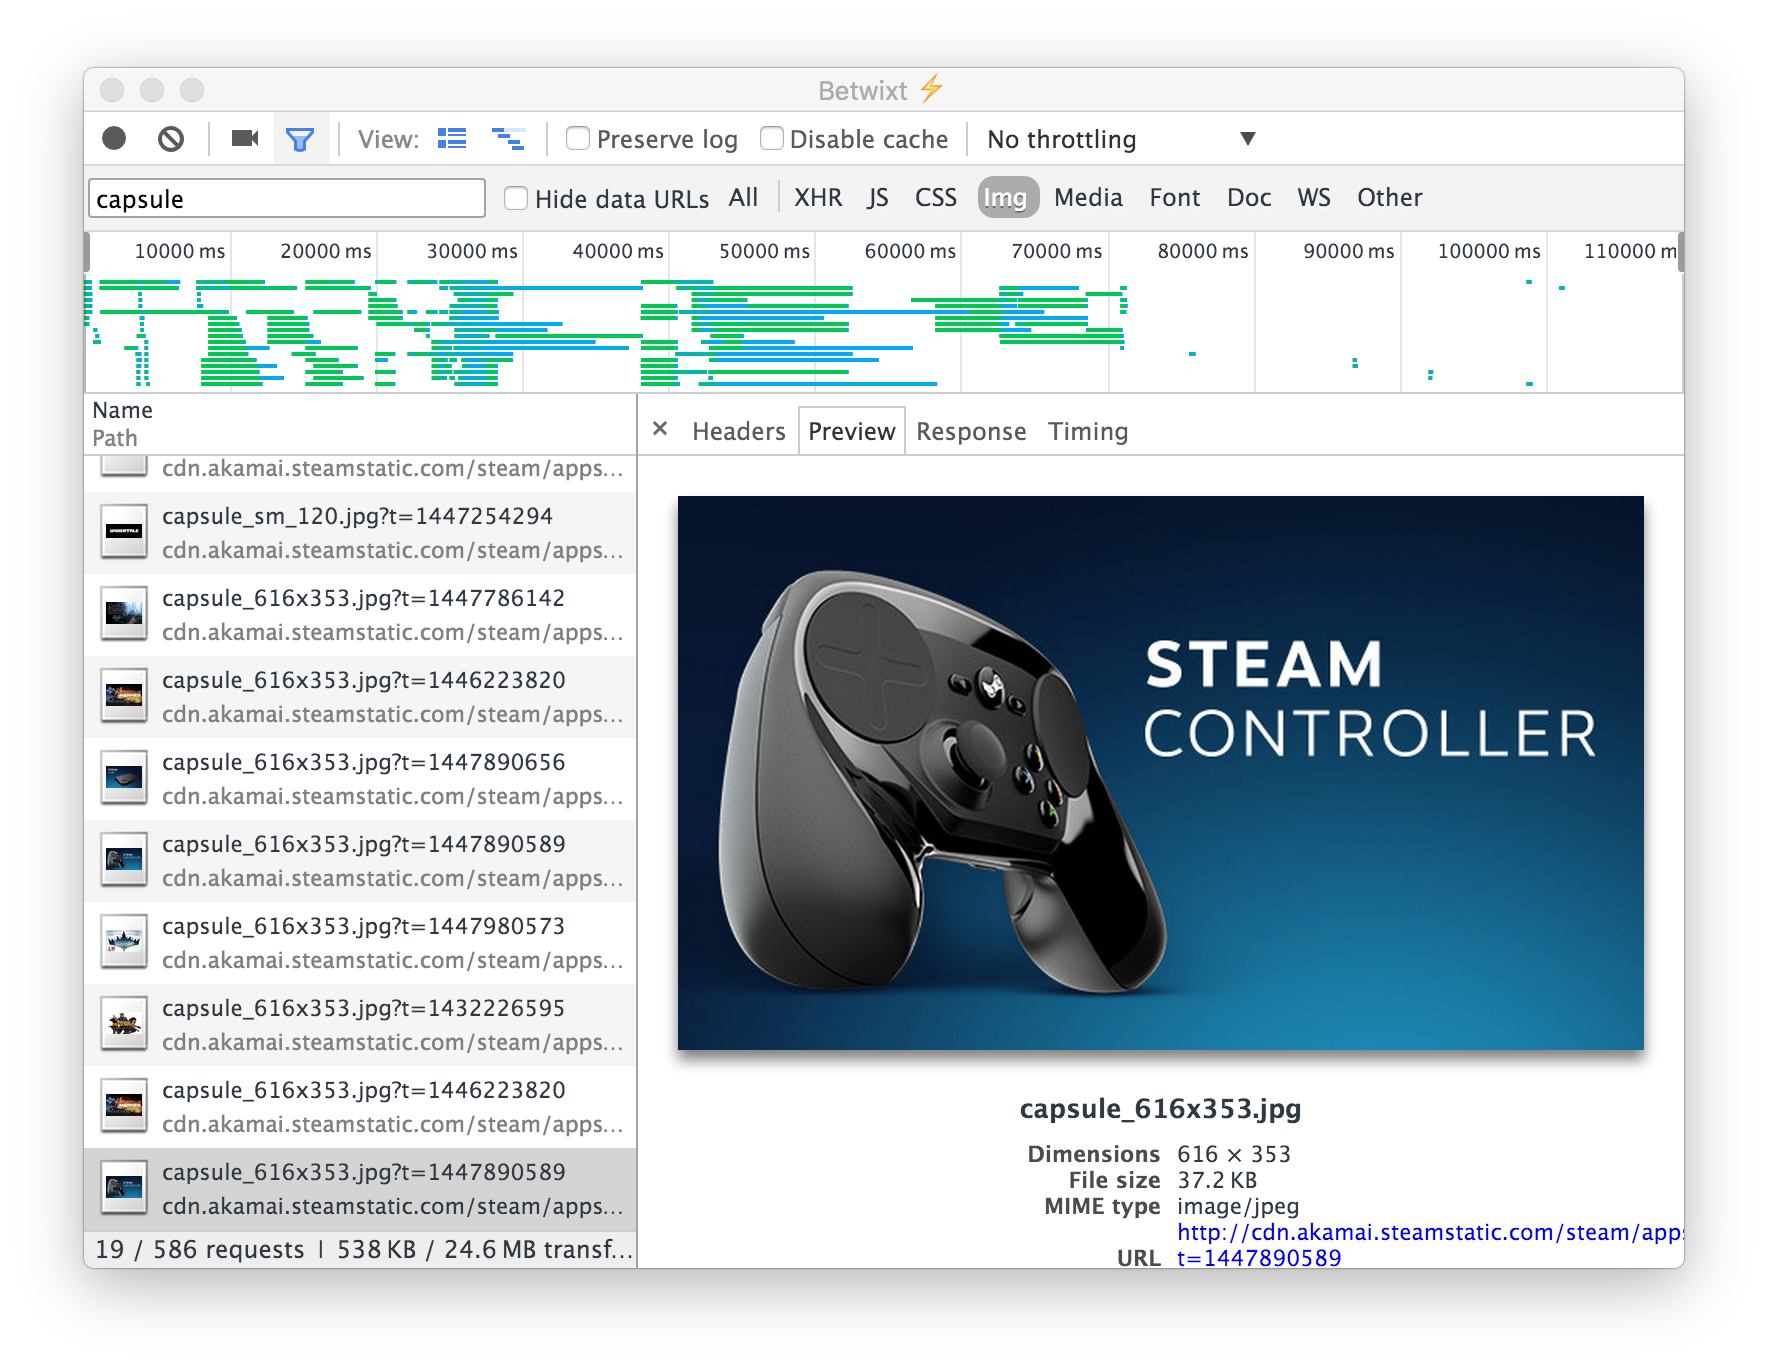 Betwixt ⚡
View: Preserve log Disable cache No throttling ▼
capsule Hide data URLs All XHR JS CSS Img Media Font Doc WS Other
10000 ms 20000 ms 30000 ms 40000 ms 50000 ms 60000 ms 70000 ms 80000 ms 90000 ms 100000 ms 110000 m
Name
Path
× Headers Preview Response Timing
cdn.akamai.steamstatic.com/steam/apps...
capsule_sm_120.jpg?t=1447254294
cdn.akamai.steamstatic.com/steam/apps...
capsule_616x353.jpg?t=1447786142
cdn.akamai.steamstatic.com/steam/apps...
capsule_616x353.jpg?t=1446223820
cdn.akamai.steamstatic.com/steam/apps...
capsule_616x353.jpg?t=1447890656
cdn.akamai.steamstatic.com/steam/apps...
capsule_616x353.jpg?t=1447890589
cdn.akamai.steamstatic.com/steam/apps...
capsule_616x353.jpg?t=1447980573
cdn.akamai.steamstatic.com/steam/apps...
capsule_616x353.jpg?t=1432226595
cdn.akamai.steamstatic.com/steam/apps...
capsule_616x353.jpg?t=1446223820
cdn.akamai.steamstatic.com/steam/apps...
capsule_616x353.jpg?t=1447890589
cdn.akamai.steamstatic.com/steam/apps...
19 / 586 requests | 538 KB / 24.6 MB transf...
STEAM
CONTROLLER
capsule_616x353.jpg
Dimensions 616 × 353
File size 37.2 KB
MIME type image/jpeg
http://cdn.akamai.steamstatic.com/steam/apps
URL t=1447890589